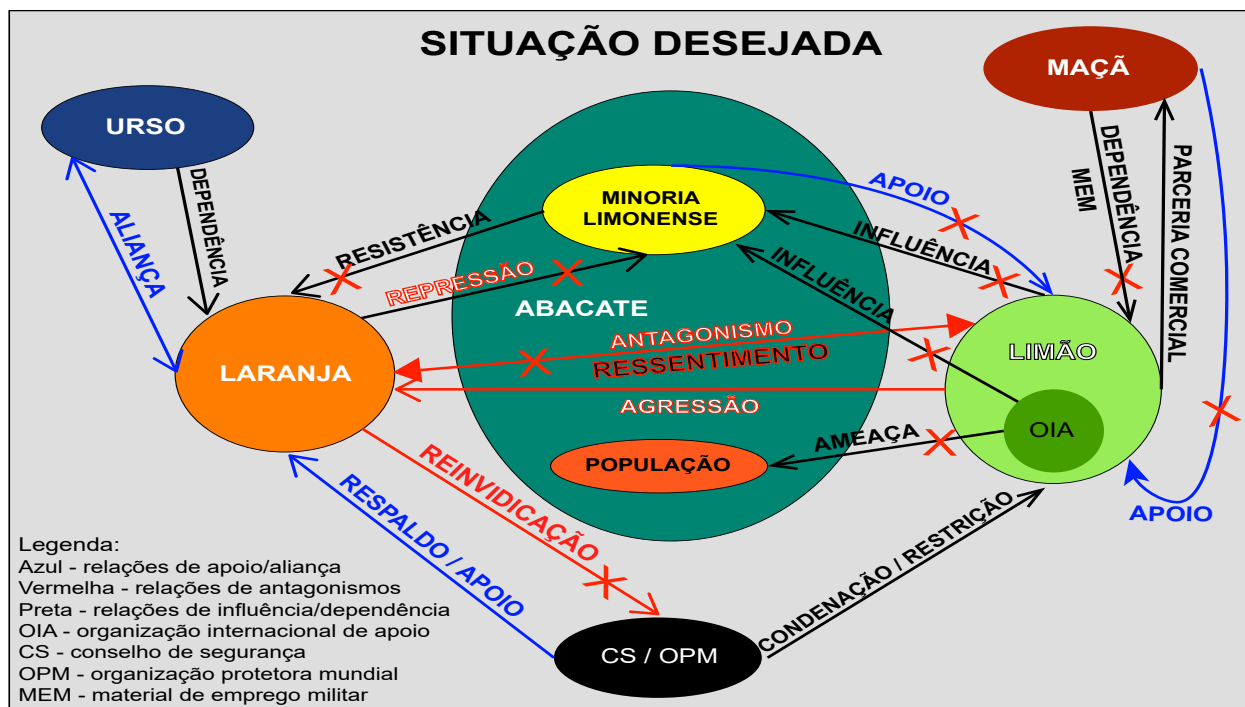 SITUAÇÃO DESEJADA
URSO
MAÇÃ
DEPENDÊNCIA
ALIANÇA
MINORIA
LIMONENSE
APOIO
DEPENDÊNCIA
MEM
PARCERIA COMERCIAL
RESISTÊNCIA
REPRESSÃO
INFLUÊNCIA
INFLUÊNCIA
ABACATE
ANTAGONISMO
RESSENTIMENTO
LARANJA
LIMÃO
AGRESSÃO
OIA
AMEAÇA
POPULAÇÃO
REINVIDICAÇÃO
RESPALDO / APOIO
CONDENAÇÃO / RESTRIÇÃO
APOIO
CS / OPM
Legenda:
Azul - relações de apoio/aliança
Vermelha - relações de antagonismos
Preta - relações de influência/dependência
OIA - organização internacional de apoio
CS - conselho de segurança
OPM - organização protetora mundial
MEM - material de emprego militar